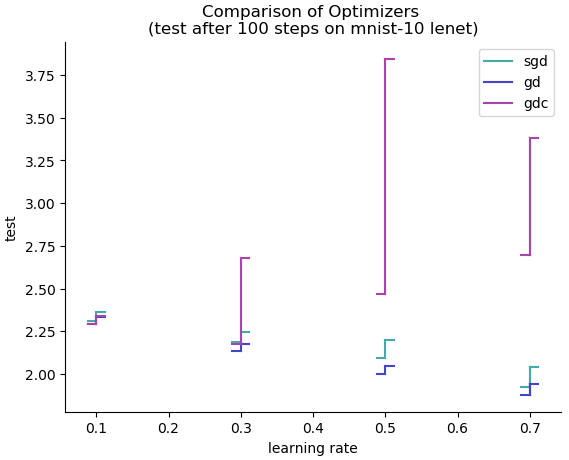 Comparison of Optimizers
(test after 100 steps on mnist-10 lenet)
sgd
gd
gdc
test
3.75
3.50
3.25
3.00
2.75
2.50
2.25
2.00
0.1 0.2 0.3 0.4 0.5 0.6 0.7
learning rate